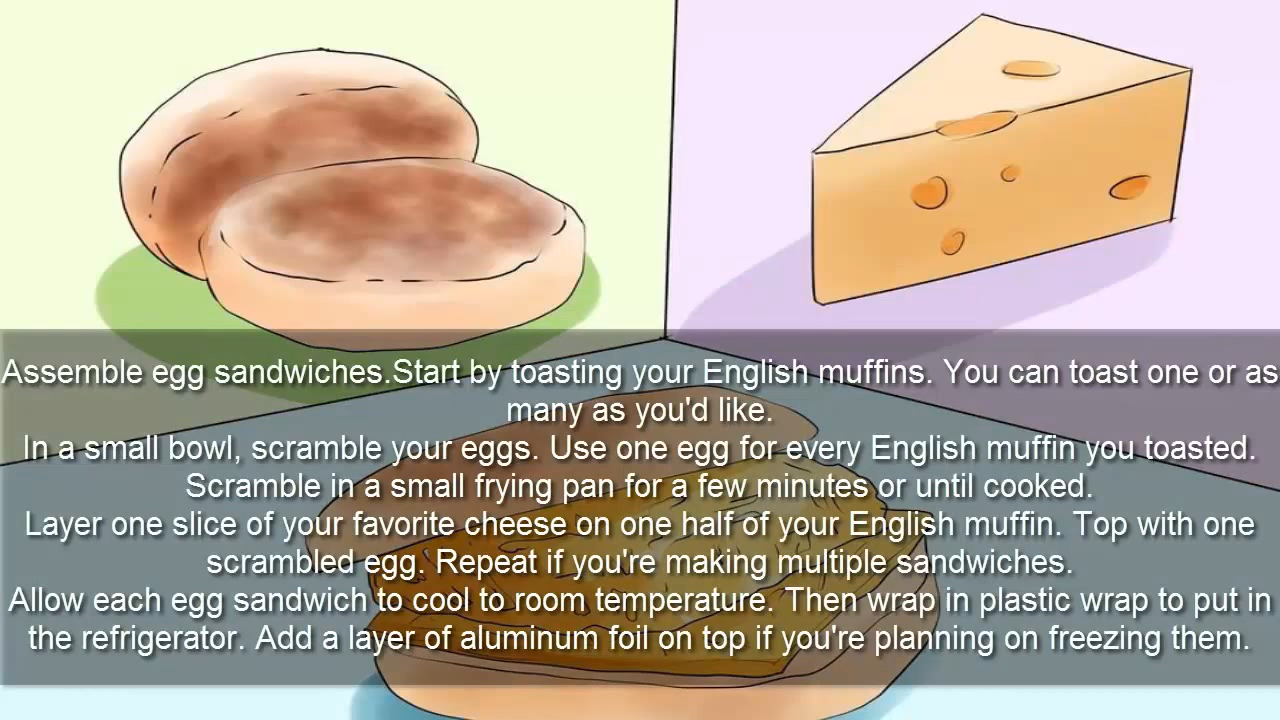 Assemble egg sandwiches.Start by toasting your English muffins. You can toast one or as
many as you'd like.
In a small bowl, scramble your eggs. Use one egg for every English muffin you toasted.
Scramble in a small frying pan for a few minutes or until cooked.
Layer one slice of your favorite cheese on one half of your English muffin. Top with one
scrambled egg. Repeat if you're making multiple sandwiches.
Allow each egg sandwich to cool to room temperature. Then wrap in plastic wrap to put in
the refrigerator. Add a layer of aluminum foil on top if you're planning on freezing them.